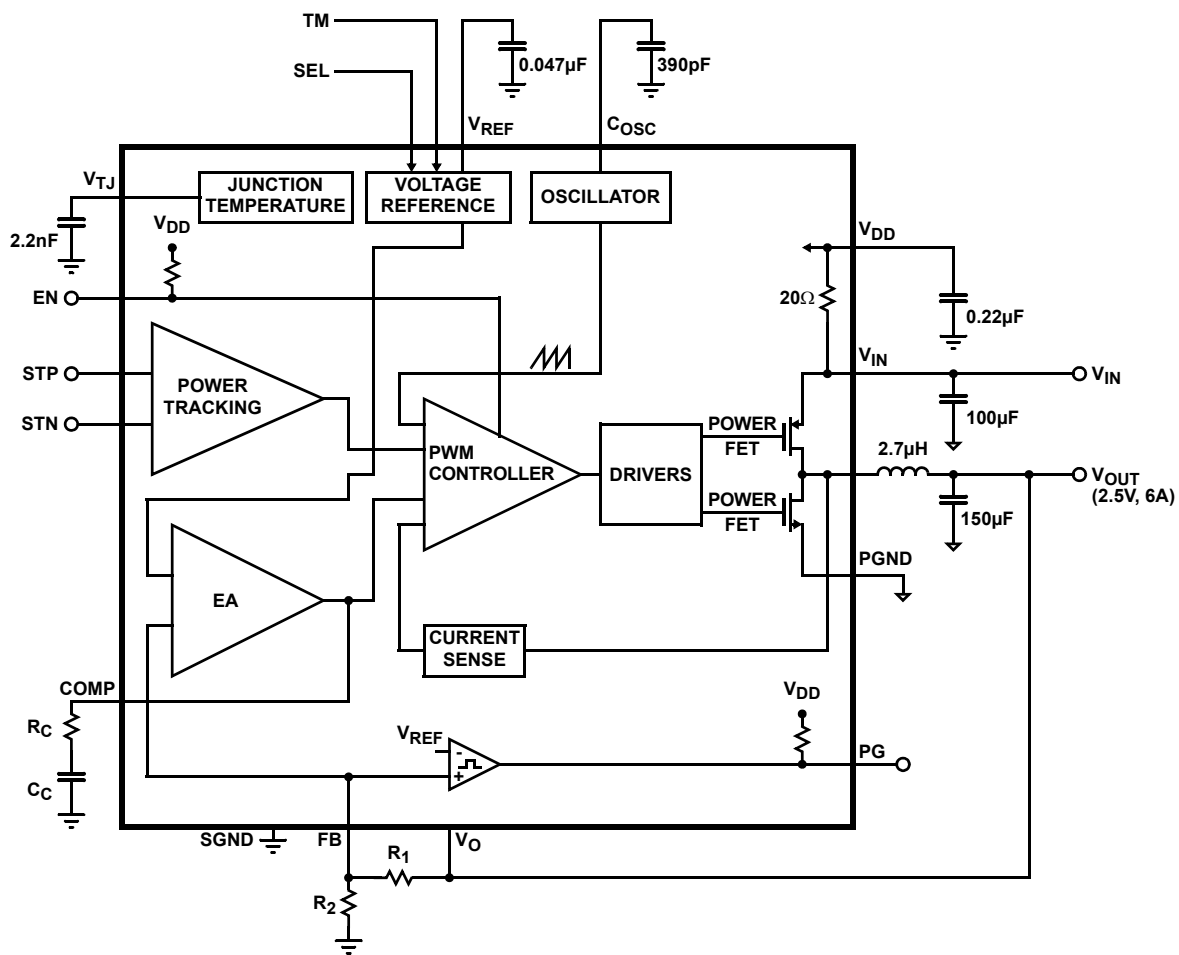 TM
SEL
0.047µF
390pF
VREF
COSC
VTJ
JUNCTION
TEMPERATURE
VOLTAGE
REFERENCE
OSCILLATOR
2.2nF
VDD
VDD
EN
20Ω
0.22µF
STP
POWER
TRACKING
STN
VIN
VIN
100µF
PWM
CONTROLLER
DRIVERS
POWER
FET
POWER
FET
2.7µH
VOUT
(2.5V, 6A)
150µF
PGND
EA
CURRENT
SENSE
COMP
RC
CC
VDD
VREF
-
+
PG
SGND
FB
VO
R1
R2